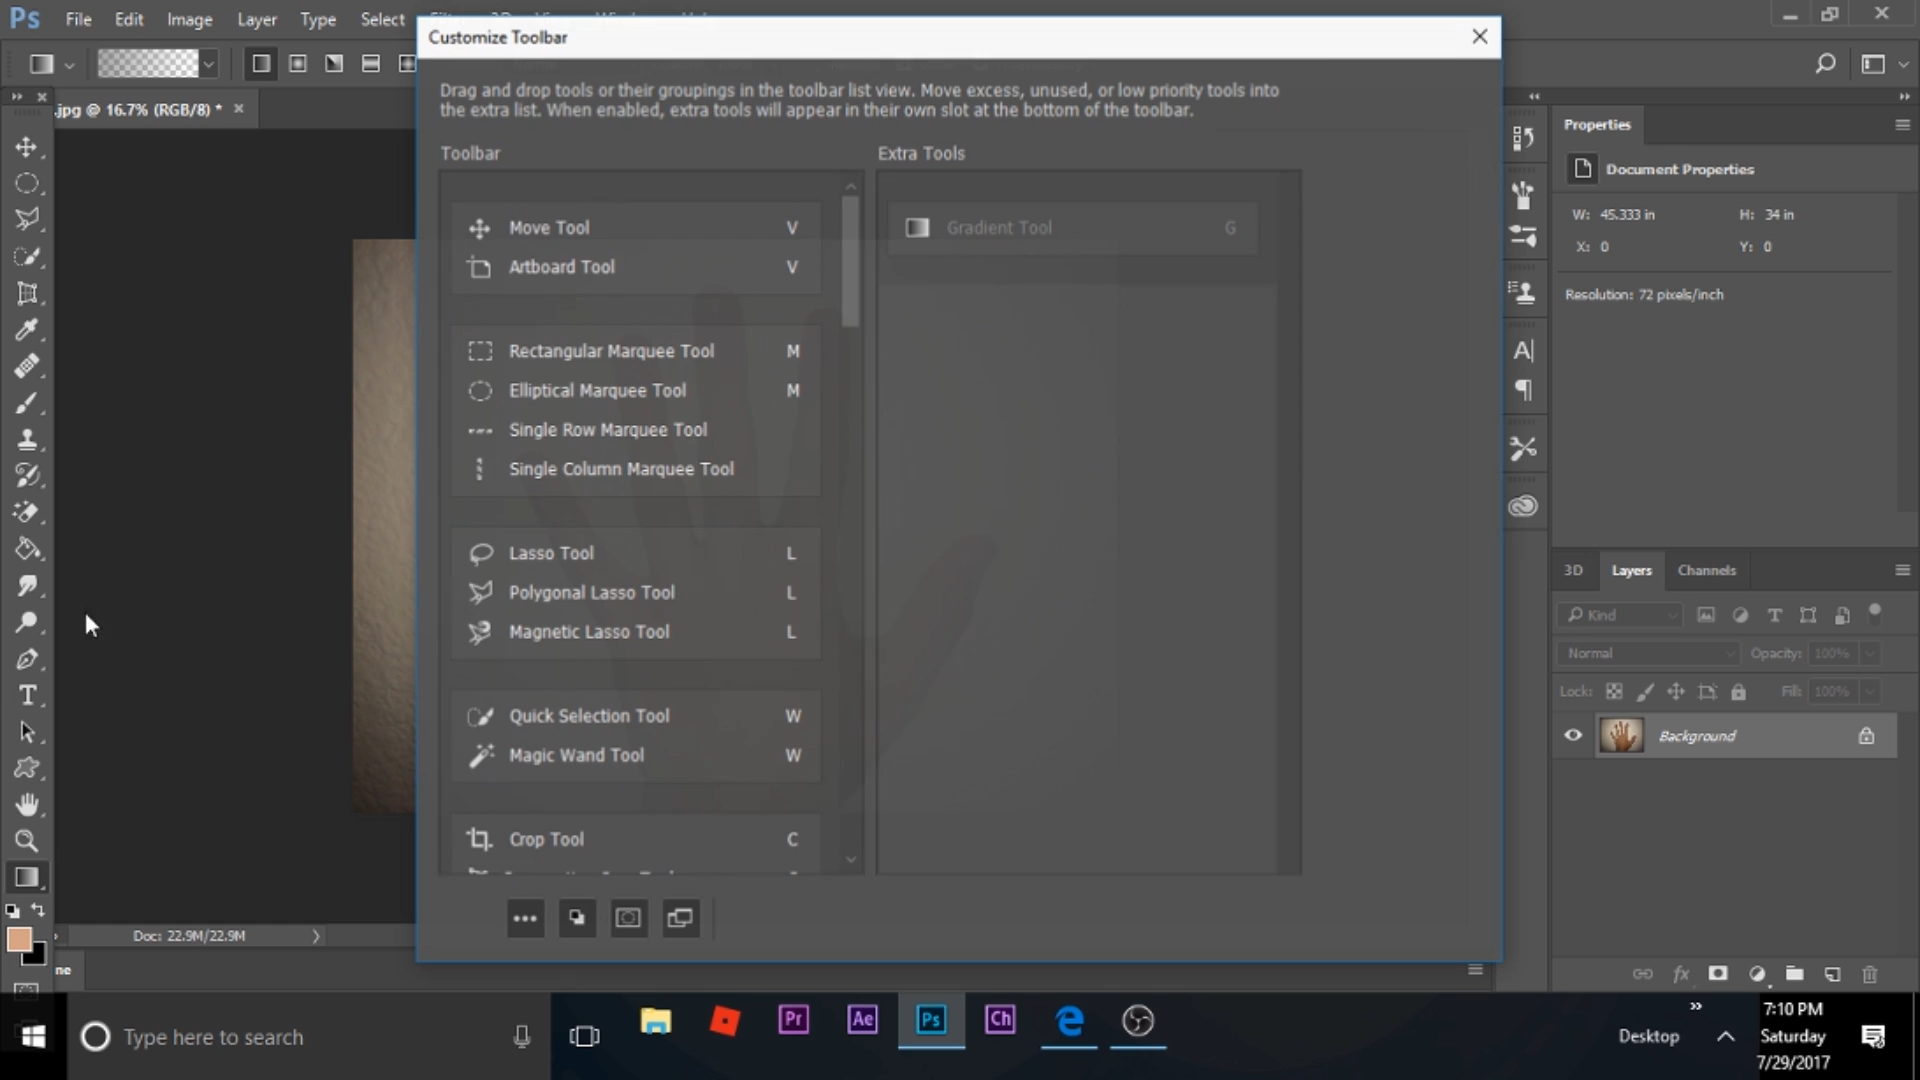 Ps File Edit Image Layer Type Select
Customize Toolbar
.jpg @ 16.7% (RGB/8) *
Drag and drop tools or their groupings in the toolbar list view. Move excess, unused, or low priority tools into
the extra list. When enabled, extra tools will appear in their own slot at the bottom of the toolbar.
Toolbar
Extra Tools
Move Tool V
Artboard Tool V
Rectangular Marquee Tool M
Elliptical Marquee Tool M
Single Row Marquee Tool
Single Column Marquee Tool
Lasso Tool L
Polygonal Lasso Tool L
Magnetic Lasso Tool L
Quick Selection Tool W
Magic Wand Tool W
Crop Tool C
Gradient Tool G
Properties
Document Properties
W: 45.333 in H: 34 in
X: 0 Y: 0
Resolution: 72 pixels/inch
3D Layers Channels
Kind
Normal Opacity: 100%
Lock: Fill: 100%
Background
fx
Doc: 22.9M/22.9M
ne
Type here to search
Pr Ae Ps Ch
Desktop
7:10 PM
Saturday
7/29/2017